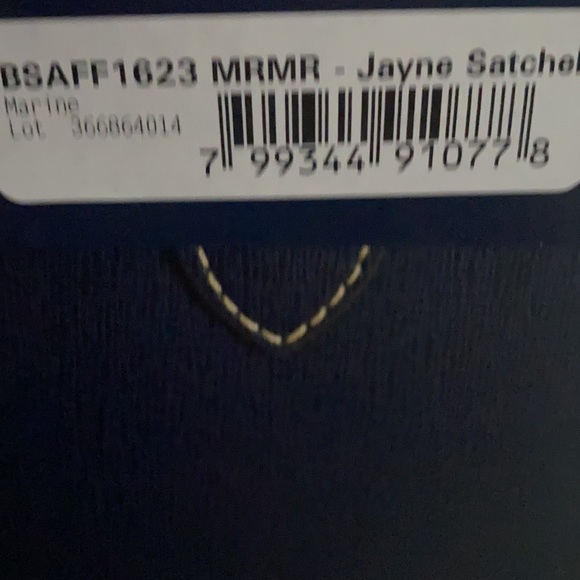 BSAFF1623 MRMR - Jayne Satchel
Marine
Lot 366864014
7 99344 91077 8